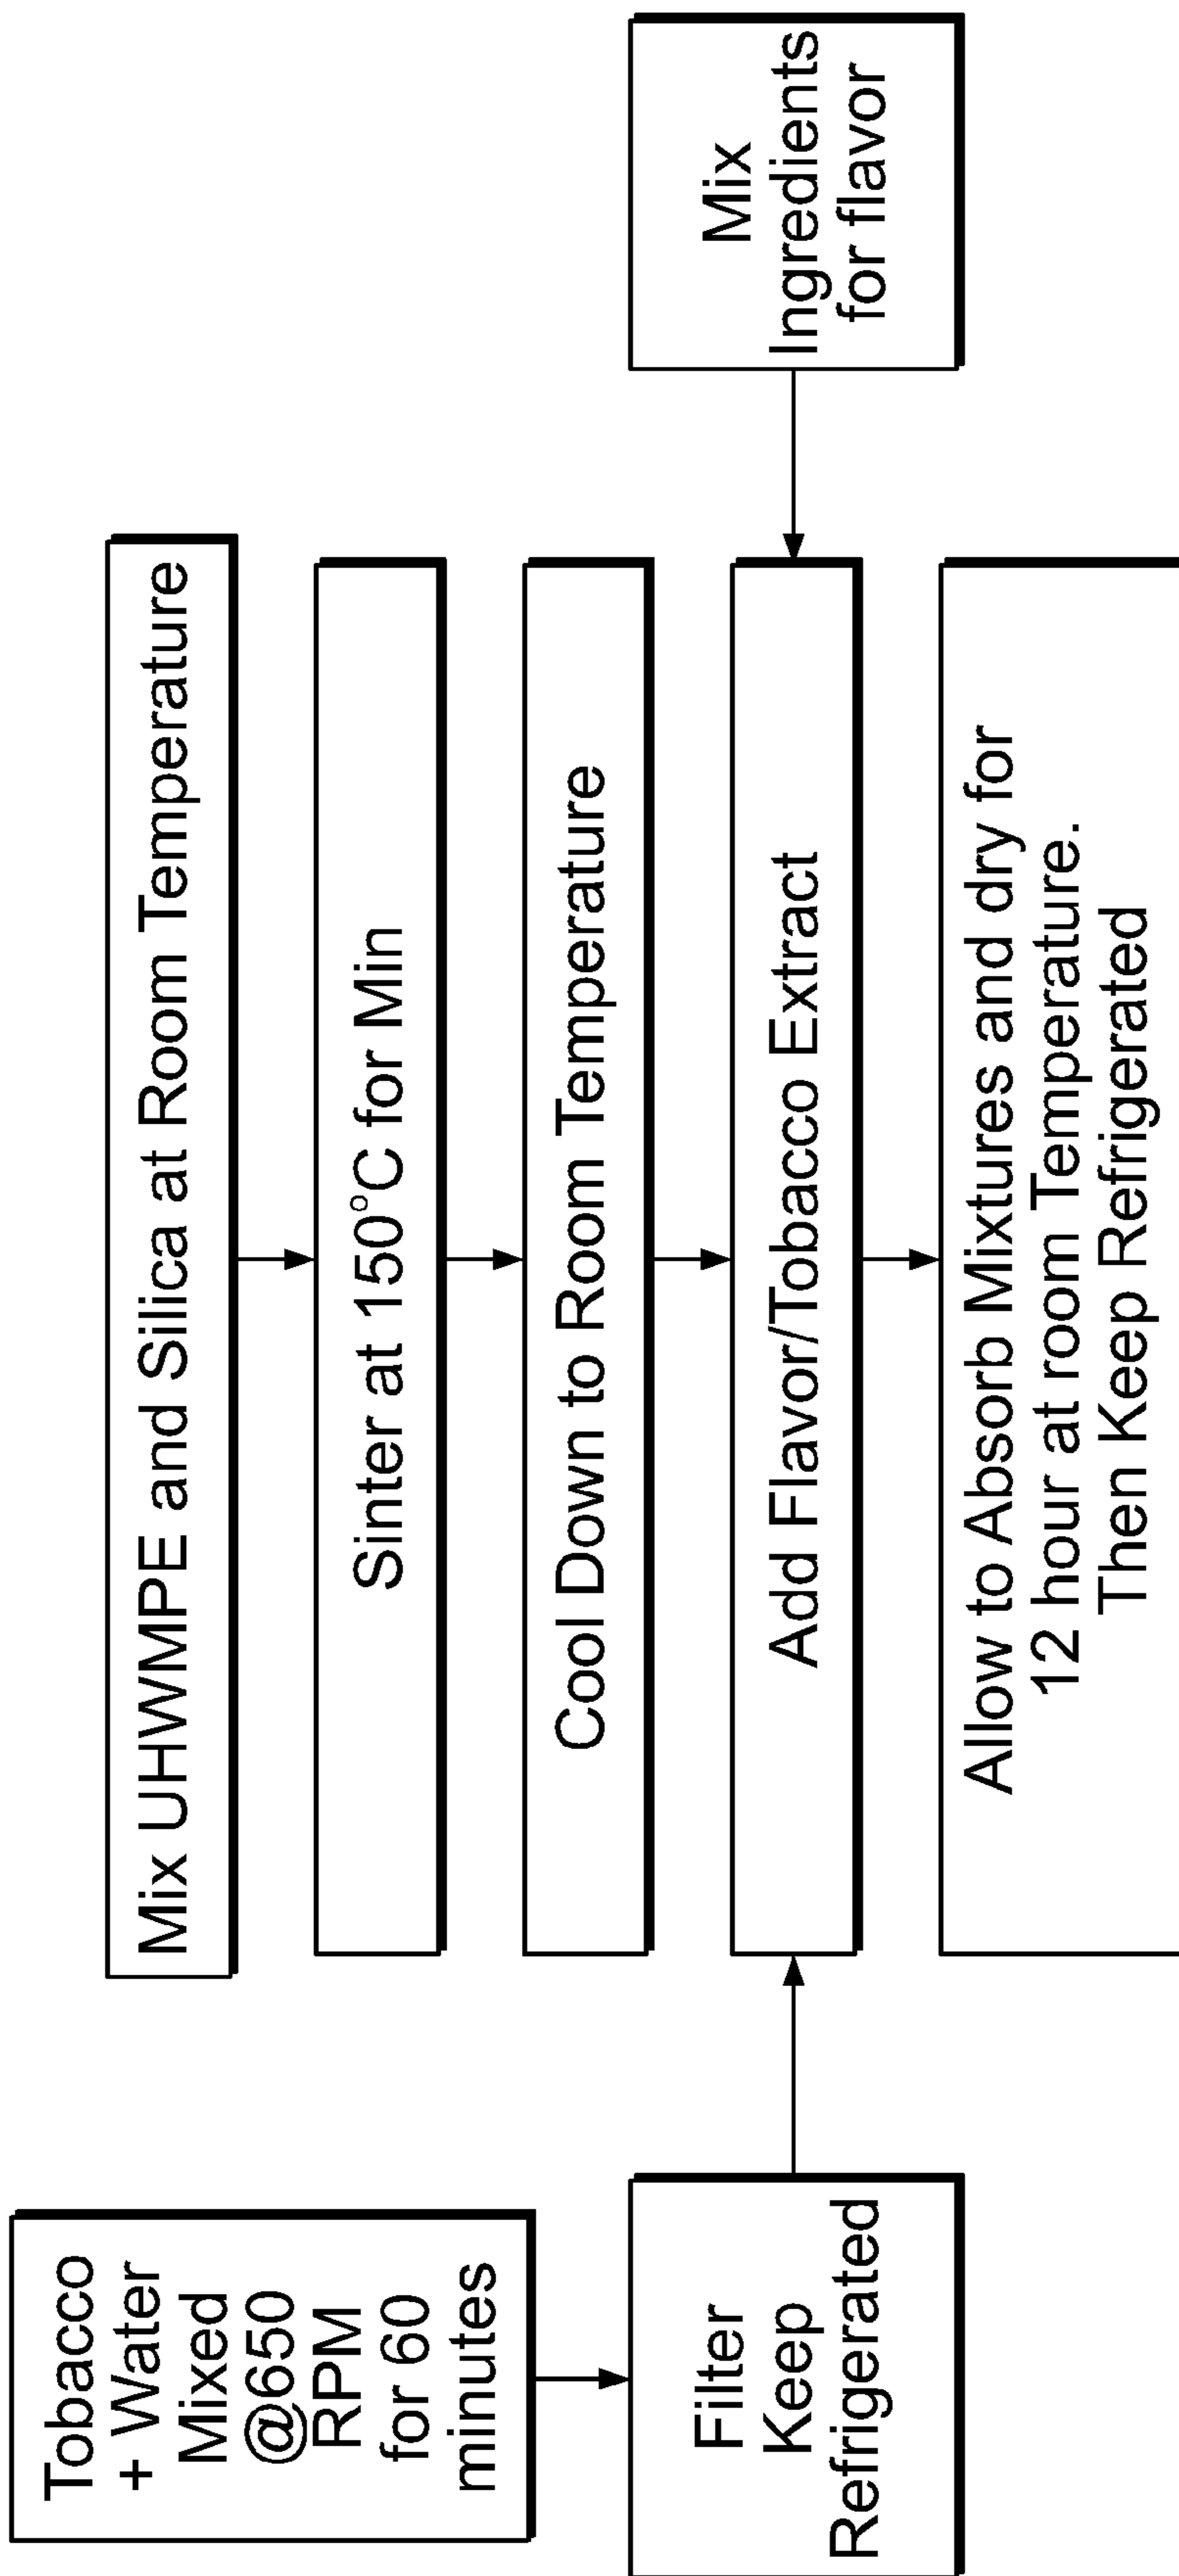 Tobacco
+ Water
Mixed
@650
RPM
for 60
minutes
Filter
Keep
Refrigerated
Mix UHWMPE and Silica at Room Temperature
Sinter at 150°C for Min
Cool Down to Room Temperature
Add Flavor/Tobacco Extract
Allow to Absorb Mixtures and dry for
12 hour at room Temperature.
Then Keep Refrigerated
Mix
Ingredients
for flavor